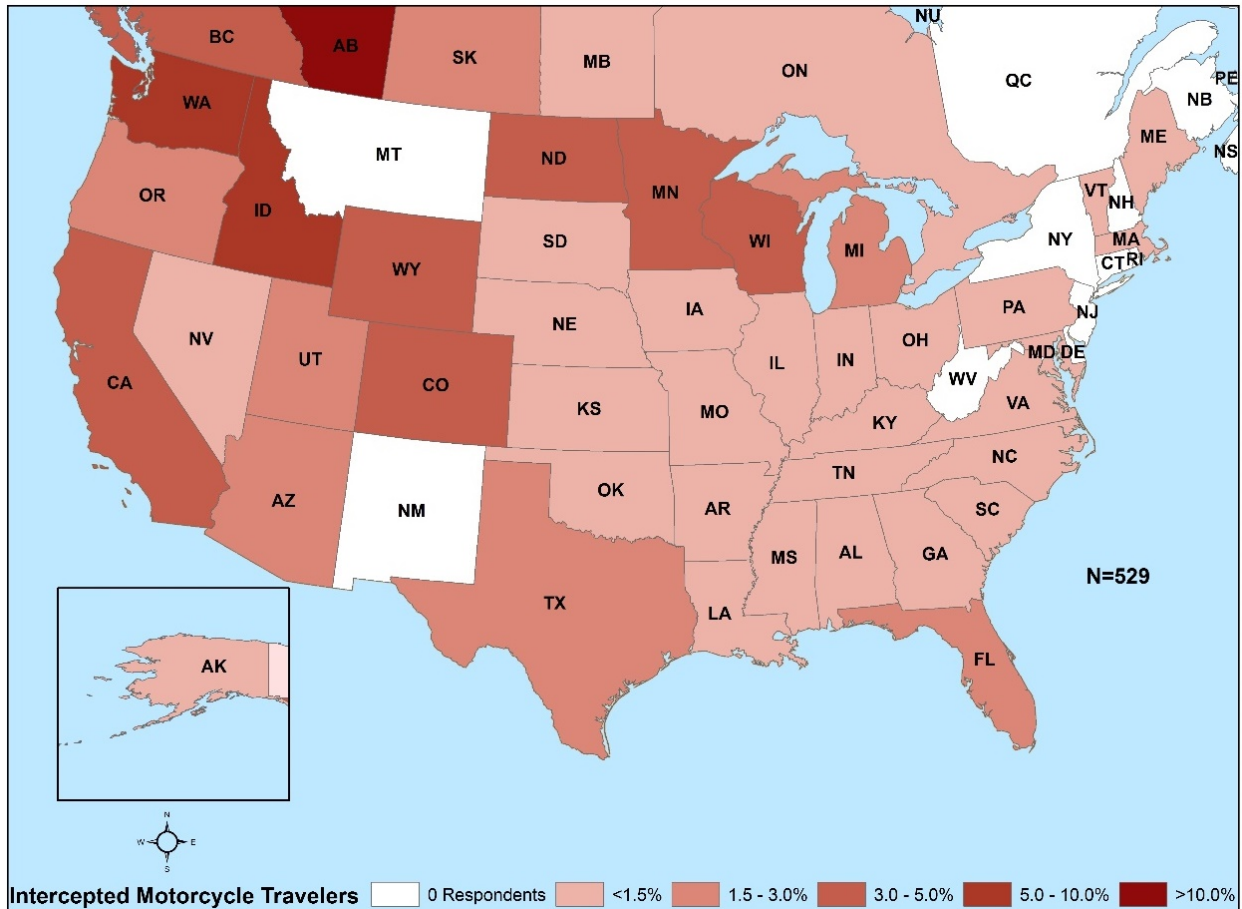 NU
BC
AB
SK
MB
ON
QC
PE
NB
NS
WA
MT
ND
MN
ME
VT
NH
OR
ID
SD
WI
MI
NY
MA
CT
RI
WY
IA
PA
NJ
NE
NV
UT
CO
IL
IN
OH
MD
DE
WV
CA
KS
MO
KY
VA
AZ
NM
OK
AR
TN
NC
SC
MS
AL
GA
N=529
TX
LA
FL
AK
N
W
E
S
Intercepted Motorcycle Travelers 0 Respondents <1.5% 1.5 - 3.0% 3.0 - 5.0% 5.0 - 10.0% >10.0%